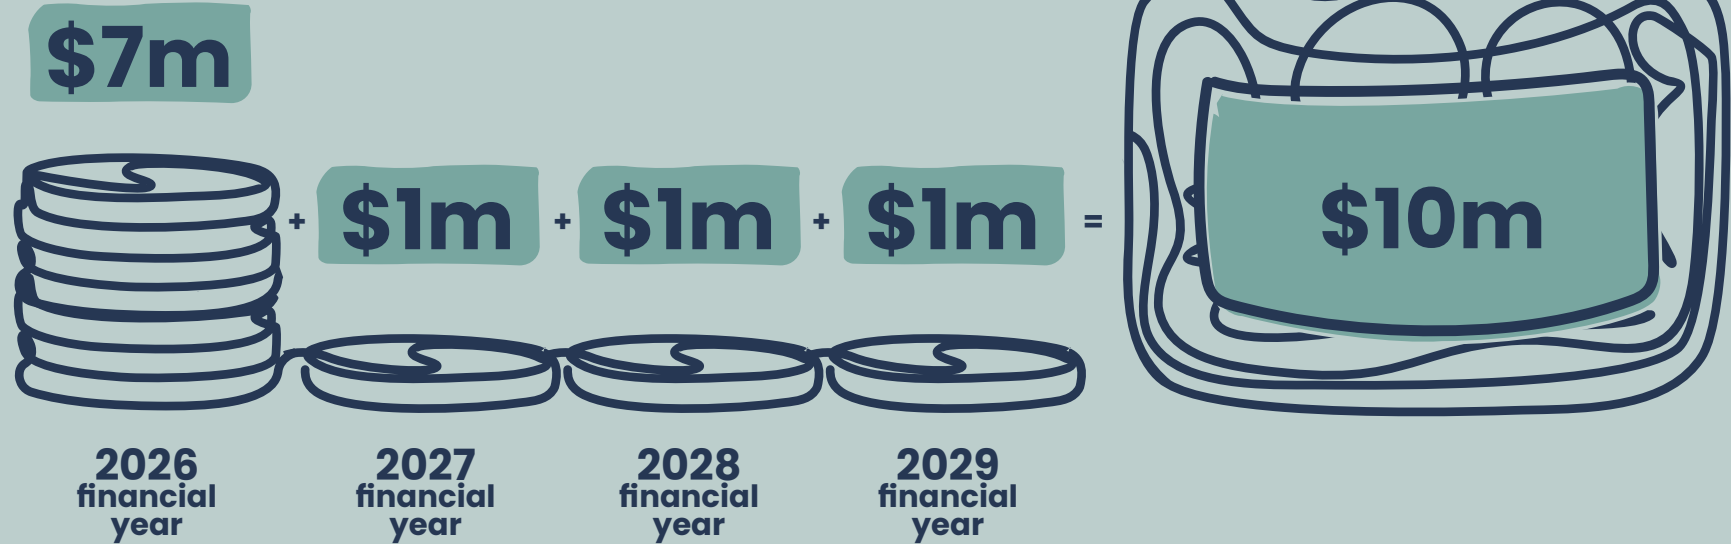 $7m
+ $1m + $1m + $1m = $10m
2026 2027 2028 2029
financial financial financial financial
year year year year